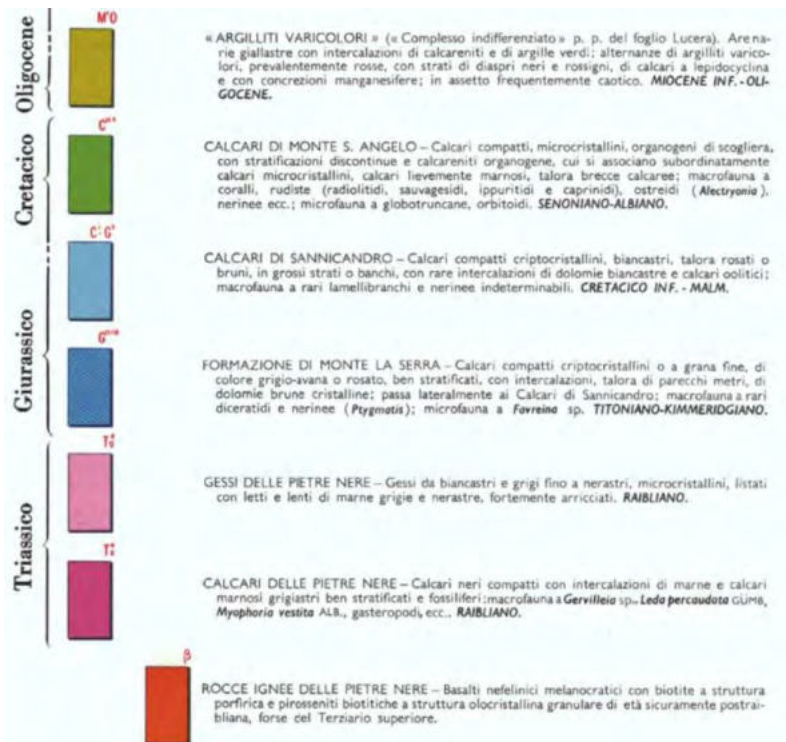 Oligocene
M'O
« ARGILLITI VARICOLORI » (« Complesso indifferenziato » p. p. del foglio Lucera). Arena-
rie giallastre con intercalazioni di calcareniti e di argille verdi; alternanze di argilliti varico-
lori, prevalentemente rosse, con strati di diaspri neri e rossigni, di calcari a lepidocyclina
e con concrezioni manganesifere; in assetto frequentemente caotico. MIOCENE INF. - OLI-
GOCENE.
Cretacico
CALCARI DI MONTE S. ANGELO – Calcari compatti, microcristallini, organogeni di scogliera,
con stratificazioni discontinue e calcareniti organogene, cui si associano subordinatamente
calcari microcristallini, calcari lievemente marnosi, talora brecce calcaree; macrofauna a
coralli, rudiste (radiolitidi, sauvagesidi, ippuritidi e caprinidi), ostreidi (Alectryonia),
nerinee ecc.; microfauna a globotruncane, orbitoidi. SENONIANO-ALBIANO.
CALCARI DI SANNICANDRO – Calcari compatti criptocristallini, biancastri, talora rosati o
bruni, in grossi strati o banchi, con rare intercalazioni di dolomie biancastre e calcari oolitici;
macrofauna a rari lamellibranchi e nerinee indeterminabili. CRETACICO INF. - MALM.
Giurassico
FORMAZIONE DI MONTE LA SERRA – Calcari compatti criptocristallini o a grana fine, di
colore grigio-avana o rosato, ben stratificati, con intercalazioni, talora di parecchi metri, di
dolomie brune cristalline; passa lateralmente ai Calcari di Sannicandro; macrofauna a rari
diceratidi e nerinee (Ptygmatis); microfauna a Favreina sp. TITONIANO-KIMMERIDGIANO.
Triassico
GESSI DELLE PIETRE NERE – Gessi da biancastri e grigi fino a nerastri, microcristallini, listati
con letti e lenti di marne grigie e nerastre, fortemente arricciati. RAIBLIANO.
CALCARI DELLE PIETRE NERE – Calcari neri compatti con intercalazioni di marne e calcari
marnosi grigiastri ben stratificati e fossiliferi; macrofauna a Gervilleia sp., Leda percaudata GÜMB,
Myophoria vestita ALB., gasteropodi, ecc., RAIBLIANO.
β
ROCCE IGNEE DELLE PIETRE NERE – Basalti nefelinici melanocratici con biotite a struttura
porfirica e pirosseniti biotitiche a struttura olocristallina granulare di età sicuramente postrai-
bliana, forse del Terziario superiore.